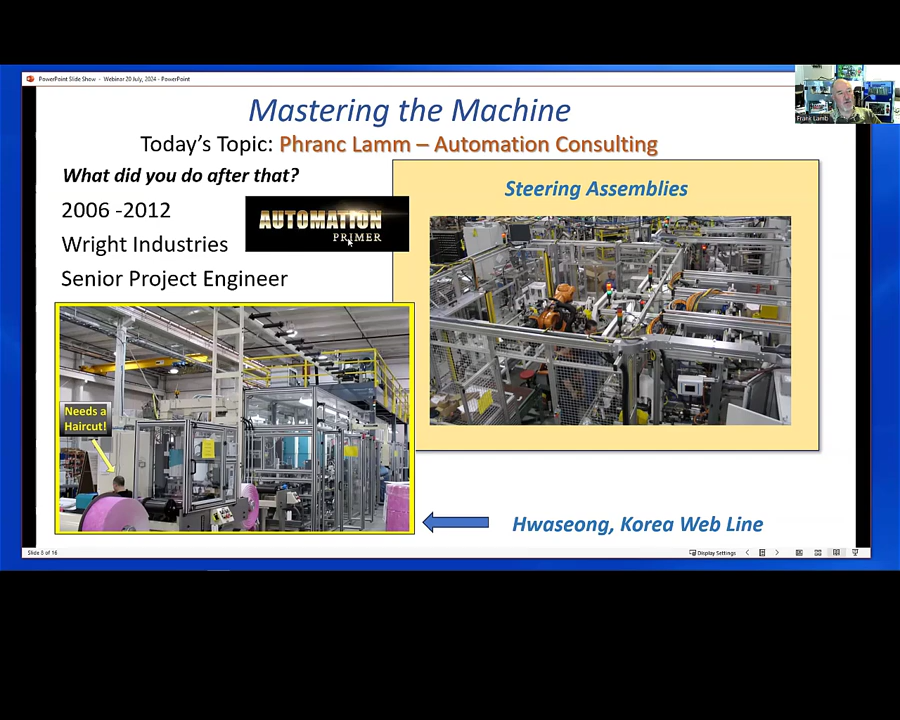 PowerPoint Slide Show - Webinar 20 July, 2024 - PowerPoint
Frank Lamb
Mastering the Machine
Today's Topic: Phranc Lamm – Automation Consulting
What did you do after that?
2006 -2012
Wright Industries
Senior Project Engineer
AUTOMATION
PRIMER
Steering Assemblies
Needs a
Haircut!
Hwaseong, Korea Web Line
Slide 8 of 16
Display Settings